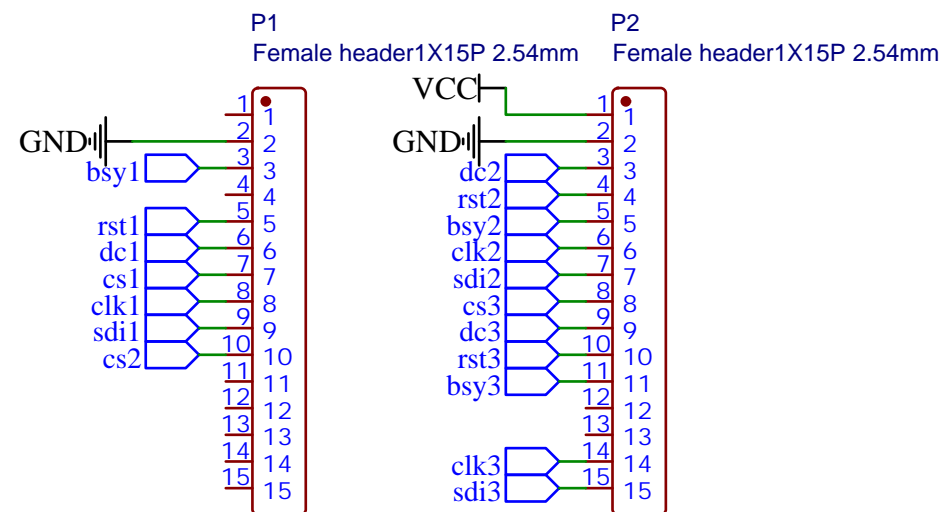 P1
Female header1X15P 2.54mm
1 1
GND 2 2
bsy1 3 3
4 4
rst1 5 5
dc1 6 6
cs1 7 7
clk1 8 8
sdi1 9 9
cs2 10 10
11 11
12 12
13 13
14 14
15 15
P2
Female header1X15P 2.54mm
VCC 1 1
GND 2 2
dc2 3 3
rst2 4 4
bsy2 5 5
clk2 6 6
sdi2 7 7
cs3 8 8
dc3 9 9
rst3 10 10
bsy3 11 11
12 12
13 13
clk3 14 14
sdi3 15 15